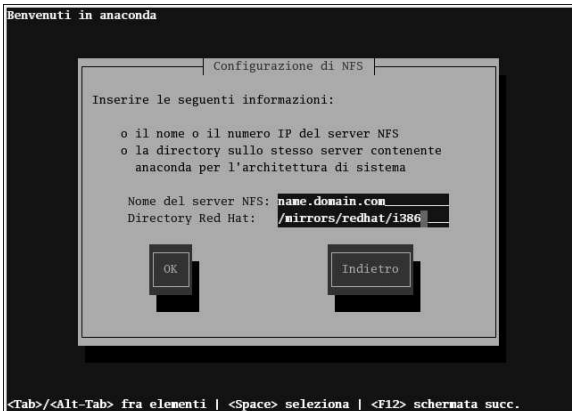 Benvenuti in anaconda
Configurazione di NFS
Inserire le seguenti informazioni:
o il nome o il numero IP del server NFS
o la directory sullo stesso server contenente
anaconda per l'architettura di sistema
Nome del server NFS: name.domain.com
Directory Red Hat: /mirrors/redhat/i386
OK Indietro
<Tab>/<Alt-Tab> fra elementi | <Space> seleziona | <F12> schermata succ.